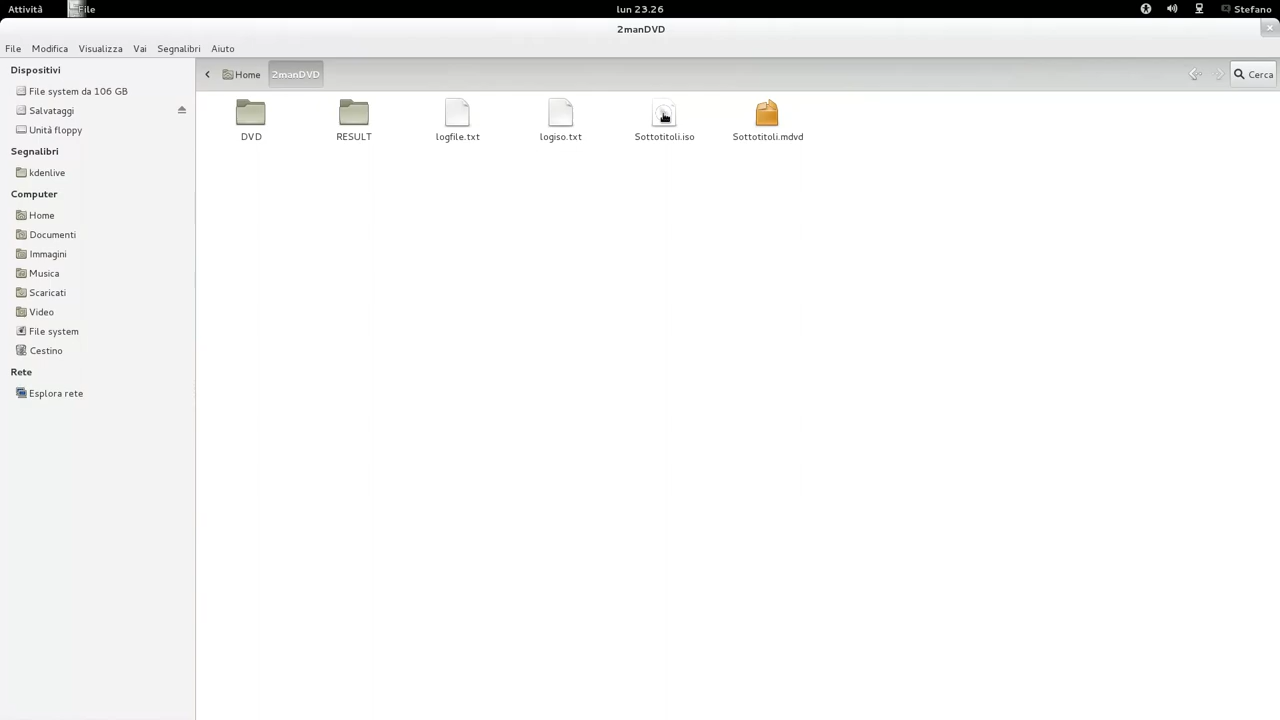 Attività File lun 23.26 Stefano
2manDVD
File Modifica Visualizza Vai Segnalibri Aiuto
Dispositivi
File system da 106 GB
Salvataggi
Unità floppy
Segnalibri
kdenlive
Computer
Home
Documenti
Immagini
Musica
Scaricati
Video
File system
Cestino
Rete
Esplora rete
Home 2manDVD Cerca
DVD RESULT logfile.txt logiso.txt Sottotitoli.iso Sottotitoli.mdvd